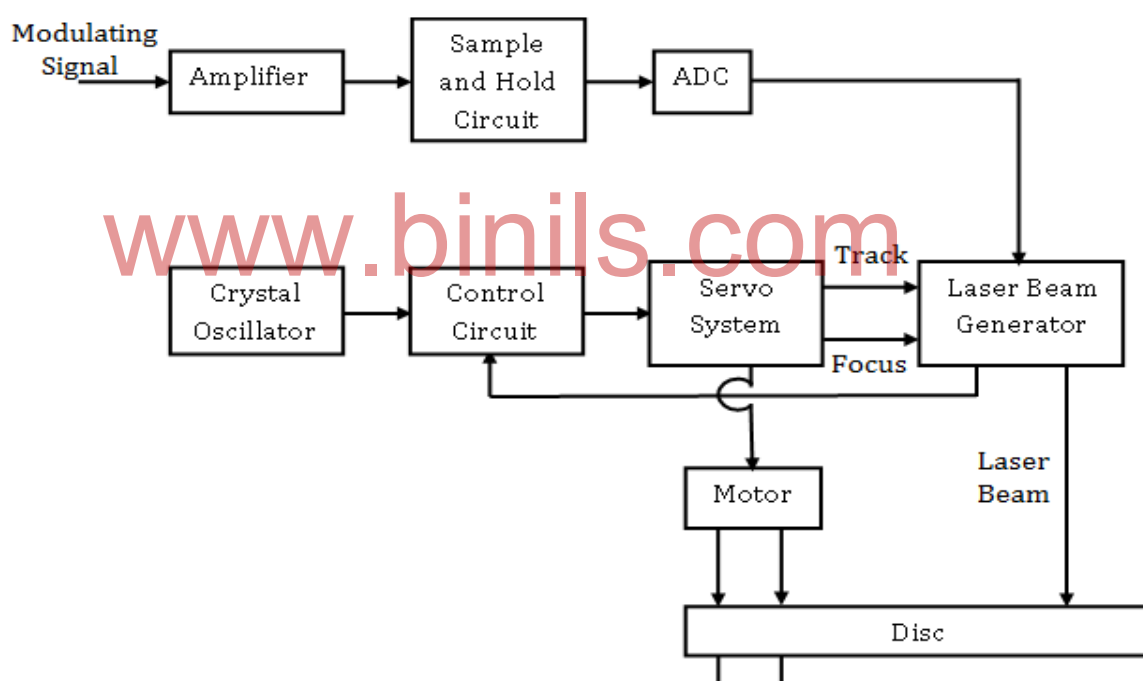 Modulating
Signal
Amplifier
Sample
and Hold
Circuit
ADC
www.binils.com
Crystal
Oscillator
Control
Circuit
Servo
System
Track
Focus
Laser Beam
Generator
Motor
Laser
Beam
Disc